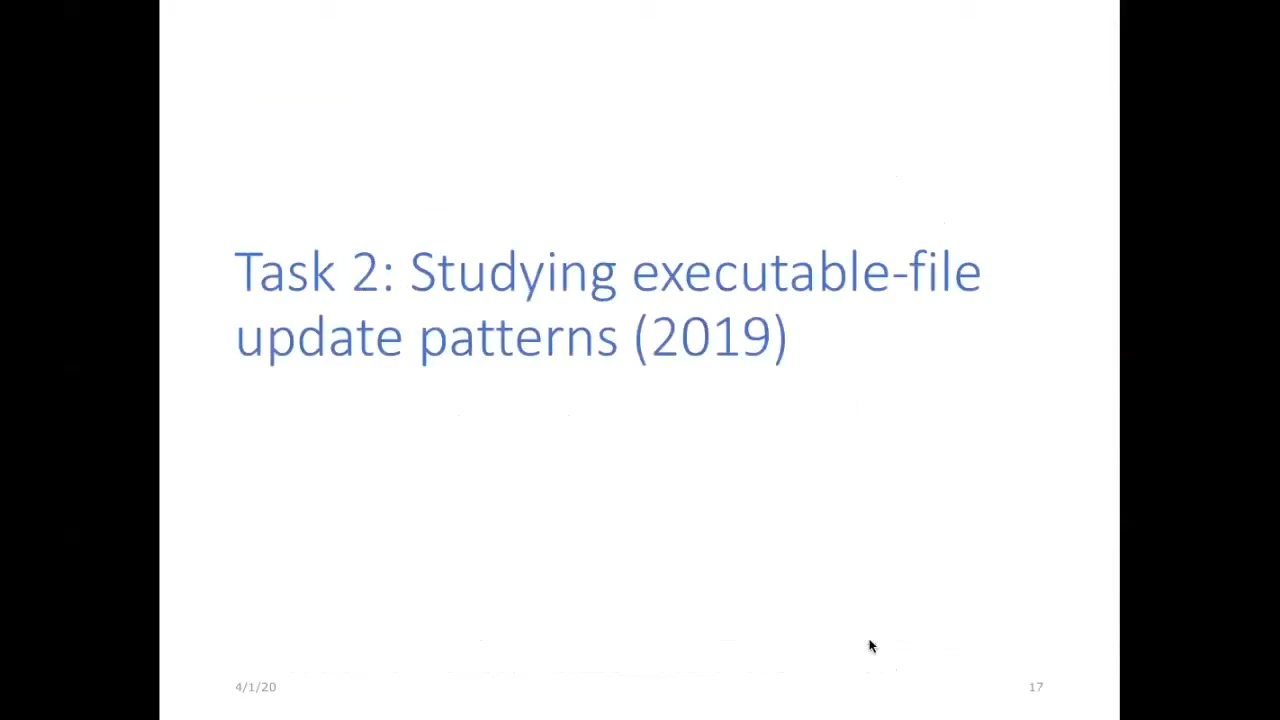 Task 2: Studying executable-file
update patterns (2019)
4/1/20
17